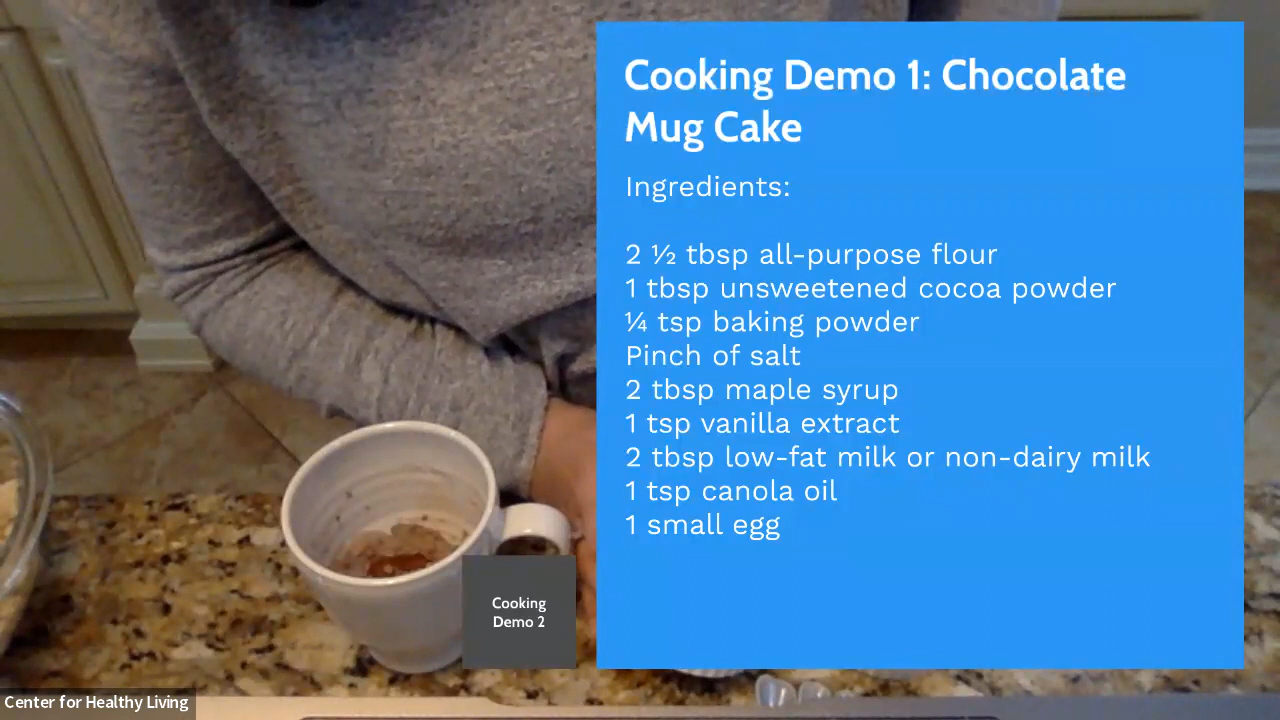 Cooking Demo 1: Chocolate
Mug Cake
Ingredients:
2 ½ tbsp all-purpose flour
1 tbsp unsweetened cocoa powder
¼ tsp baking powder
Pinch of salt
2 tbsp maple syrup
1 tsp vanilla extract
2 tbsp low-fat milk or non-dairy milk
1 tsp canola oil
1 small egg
Cooking
Demo 2
Center for Healthy Living